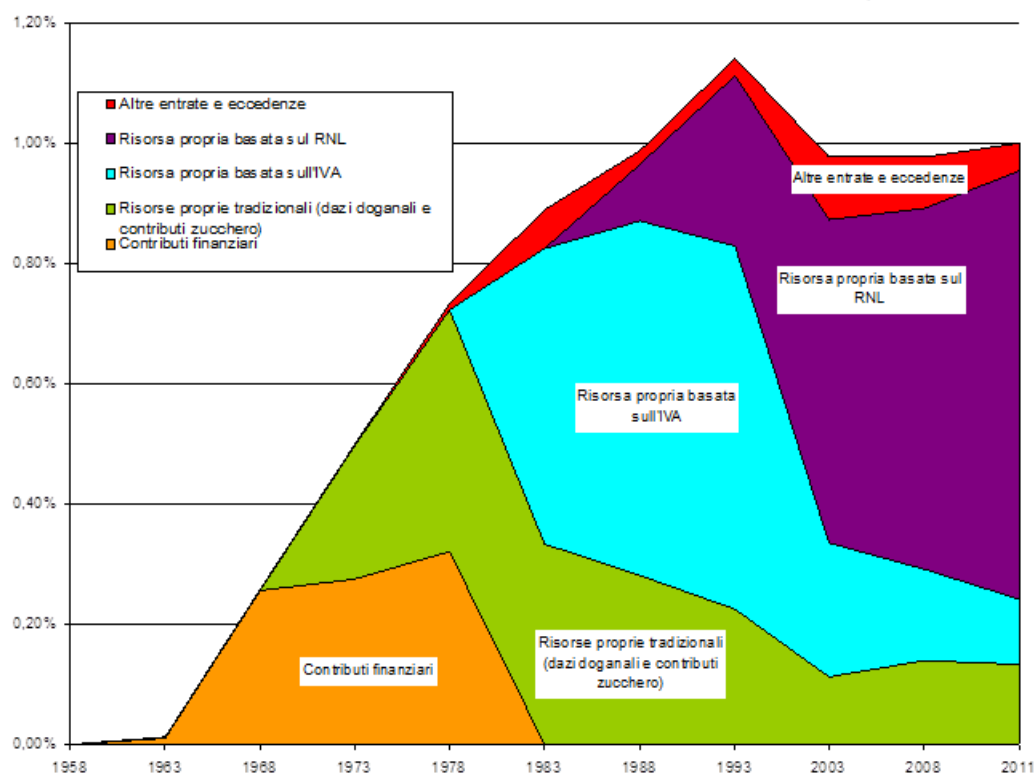 1,20%
Altre entrate e eccedenze
Risorsa propria basata sul RNL
Risorsa propria basata sull'IVA
Risorse proprie tradizionali (dazi doganali e
contributi zucchero)
Contributi finanziari
1,00%
Altre entrate e eccedenze
0,80%
Risorsa propria basata sul
RNL
0,60%
Risorsa propria basata
sull'IVA
0,40%
0,20%
Risorse proprie tradizionali
(dazi doganali e contributi
zucchero)
Contributi finanziari
0,00%
1958 1963 1968 1973 1978 1983 1988 1993 2003 2008 2011